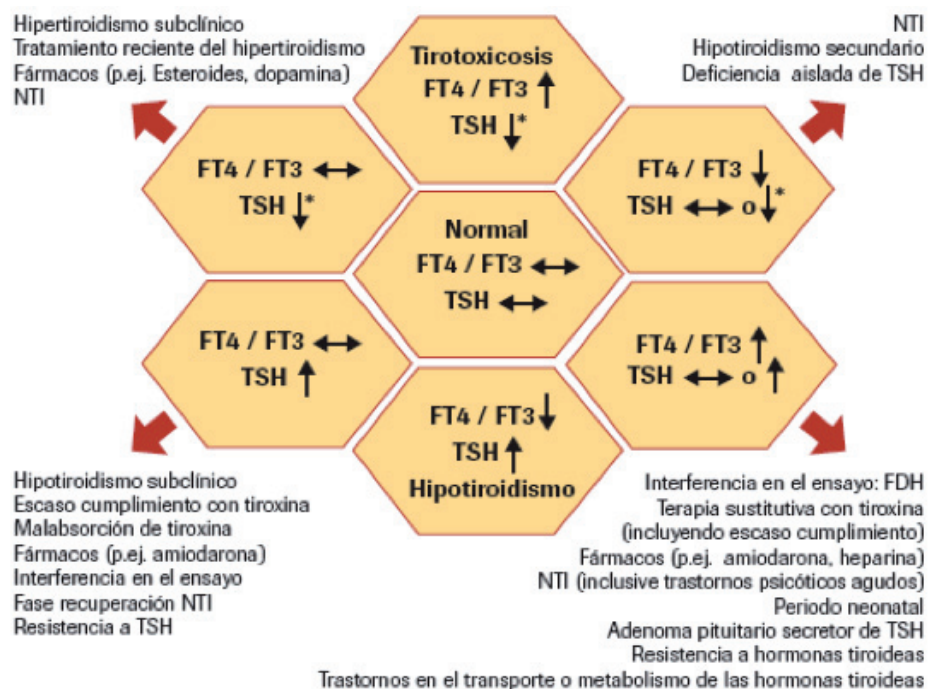 Hipertiroidismo subclínico
Tratamiento reciente del hipertiroidismo
Fármacos (p.ej. Esteroides, dopamina)
NTI
NTI
Hipotiroidismo secundario
Deficiencia aislada de TSH
Tirotoxicosis
FT4 / FT3 ↑
TSH ↓*
FT4 / FT3 ↔
TSH ↓*
FT4 / FT3 ↓
TSH ↔ o ↓*
Normal
FT4 / FT3 ↔
TSH ↔
FT4 / FT3 ↔
TSH ↑
FT4 / FT3 ↑
TSH ↔ o ↑
FT4 / FT3 ↓
TSH ↑
Hipotiroidismo
Hipotiroidismo subclínico
Escaso cumplimiento con tiroxina
Malabsorción de tiroxina
Fármacos (p.ej. amiodarona)
Interferencia en el ensayo
Fase recuperación NTI
Resistencia a TSH
Interferencia en el ensayo: FDH
Terapia sustitutiva con tiroxina
(incluyendo escaso cumplimiento)
Fármacos (p.ej. amiodarona, heparina)
NTI (inclusive trastornos psicóticos agudos)
Periodo neonatal
Adenoma pituitario secretor de TSH
Resistencia a hormonas tiroideas
Trastornos en el transporte o metabolismo de las hormonas tiroideas